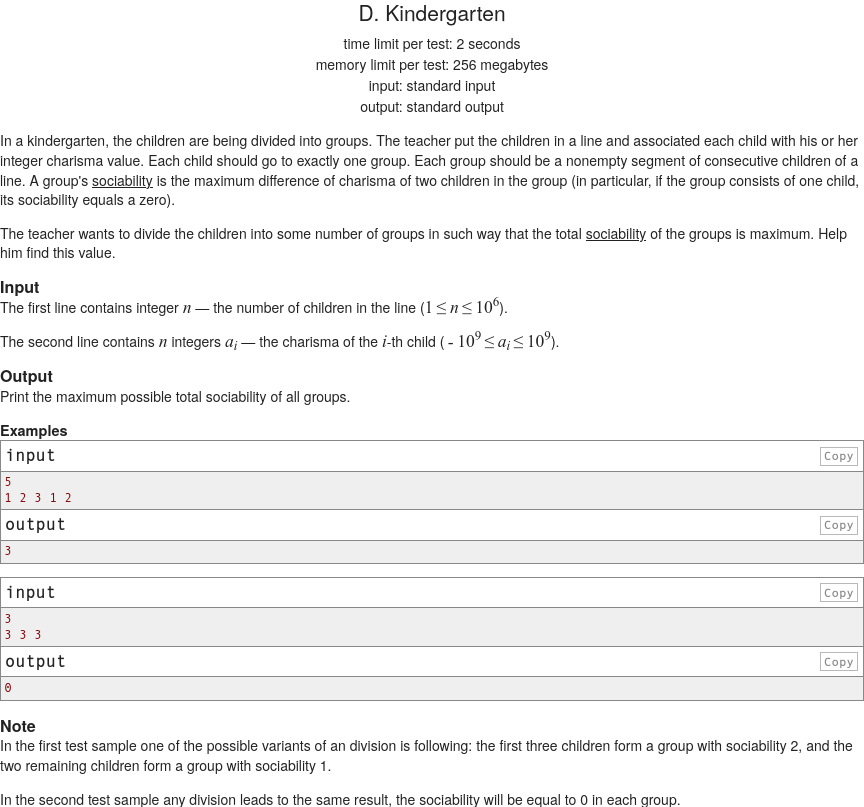 D. Kindergarten
time limit per test: 2 seconds
memory limit per test: 256 megabytes
input: standard input
output: standard output
In a kindergarten, the children are being divided into groups. The teacher put the children in a line and associated each child with his or her
integer charisma value. Each child should go to exactly one group. Each group should be a nonempty segment of consecutive children of a
line. A group's sociability is the maximum difference of charisma of two children in the group (in particular, if the group consists of one child,
its sociability equals a zero).
The teacher wants to divide the children into some number of groups in such way that the total sociability of the groups is maximum. Help
him find this value.
Input
The first line contains integer n — the number of children in the line (1 ≤ n ≤ 10⁶).
The second line contains n integers aᵢ — the charisma of the i-th child ( - 10⁹ ≤ aᵢ ≤ 10⁹).
Output
Print the maximum possible total sociability of all groups.
Examples
input Copy
5
1 2 3 1 2
output Copy
3
input Copy
3
3 3 3
output Copy
0
Note
In the first test sample one of the possible variants of an division is following: the first three children form a group with sociability 2, and the
two remaining children form a group with sociability 1.
In the second test sample any division leads to the same result, the sociability will be equal to 0 in each group.